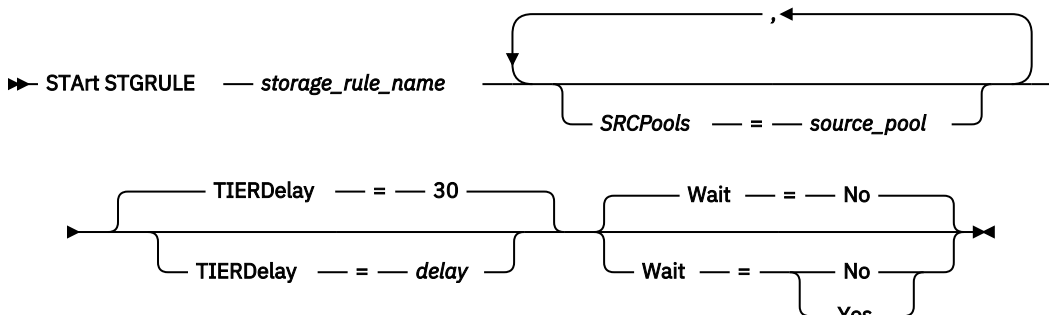 ,
STArt STGRULE storage_rule_name
SRCPools = source_pool
TIERDelay = 30 Wait = No
TIERDelay = delay Wait = No
Yes